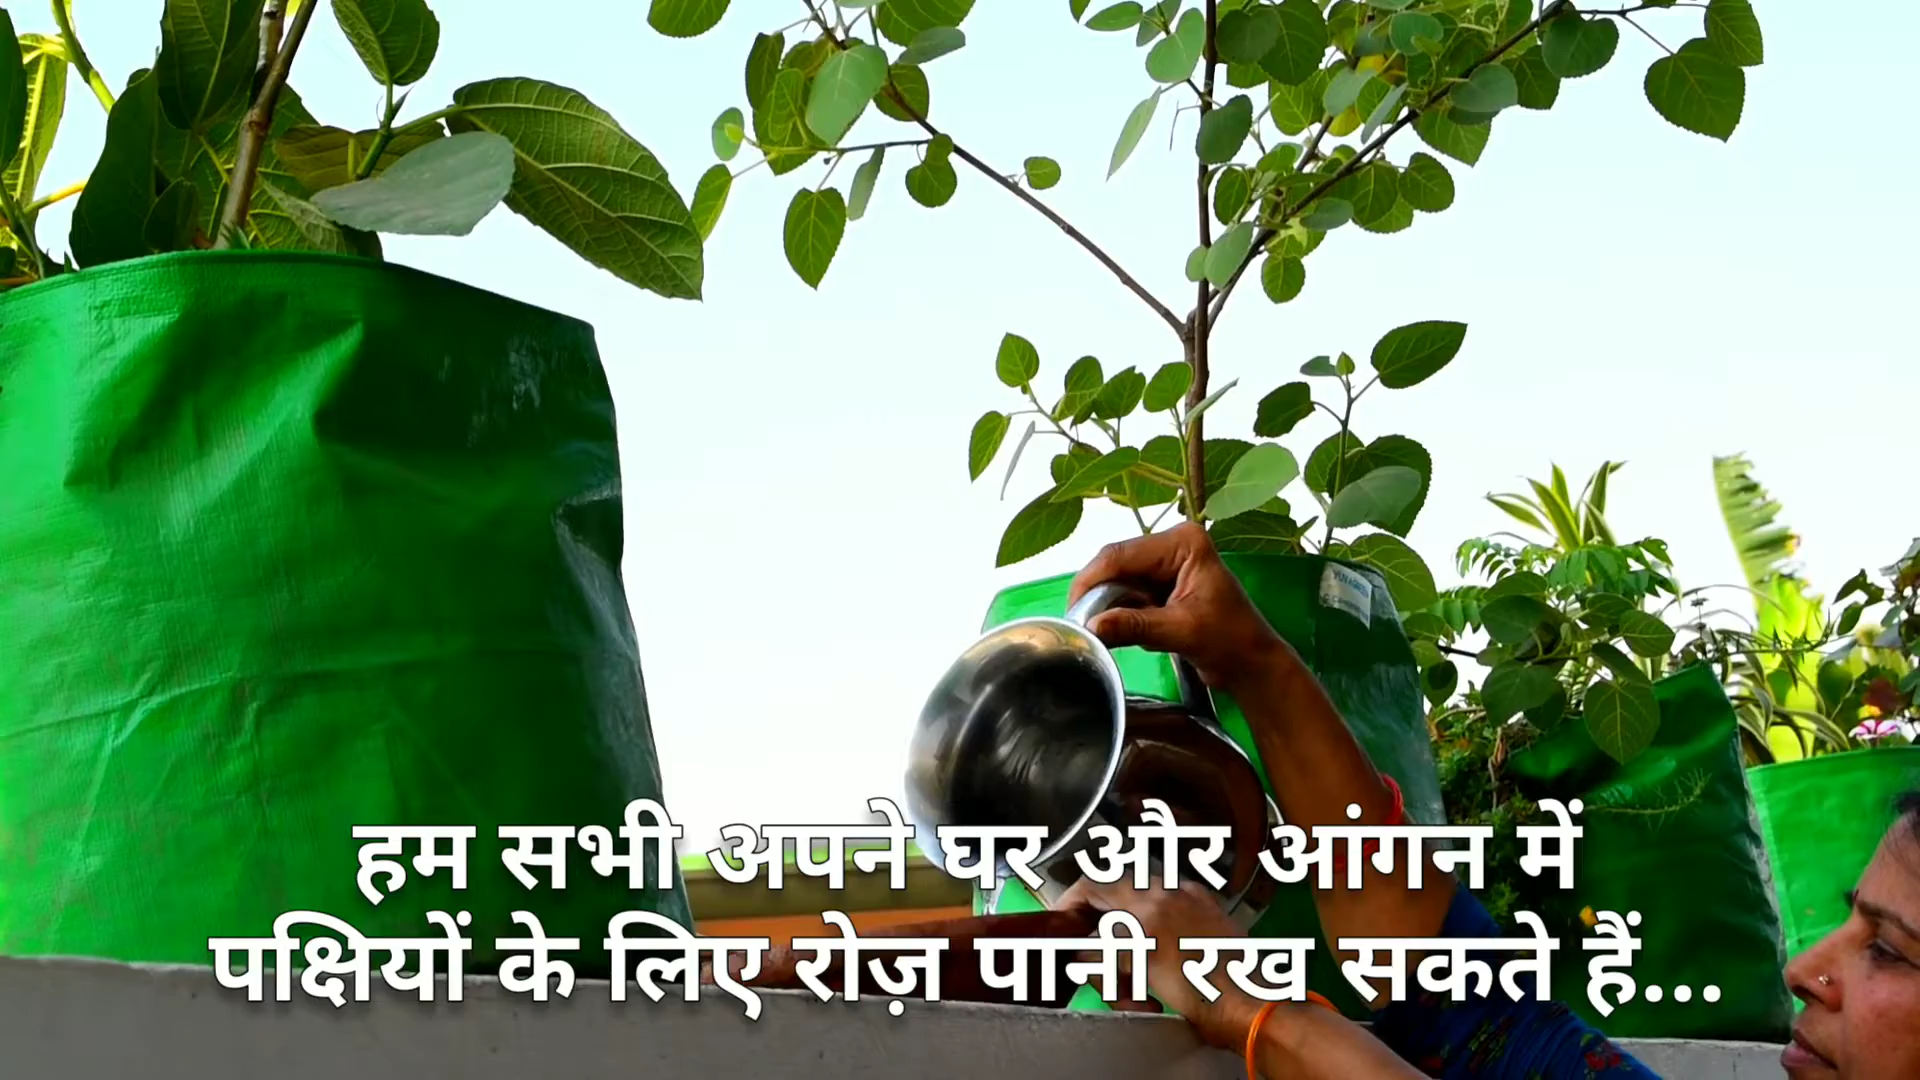 हम सभी अपने घर और आंगन में
पक्षियों के लिए रोज़ पानी रख सकते हैं...